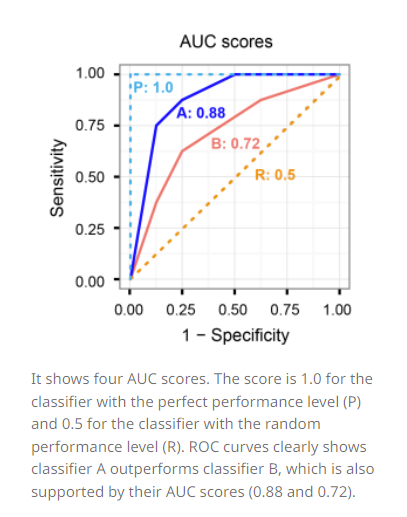 AUC scores
1.00
0.75
0.50
0.25
0.00
Sensitivity
P: 1.0
A: 0.88
B: 0.72
R: 0.5
0.00 0.25 0.50 0.75 1.00
1 − Specificity
It shows four AUC scores. The score is 1.0 for the
classifier with the perfect performance level (P)
and 0.5 for the classifier with the random
performance level (R). ROC curves clearly shows
classifier A outperforms classifier B, which is also
supported by their AUC scores (0.88 and 0.72).